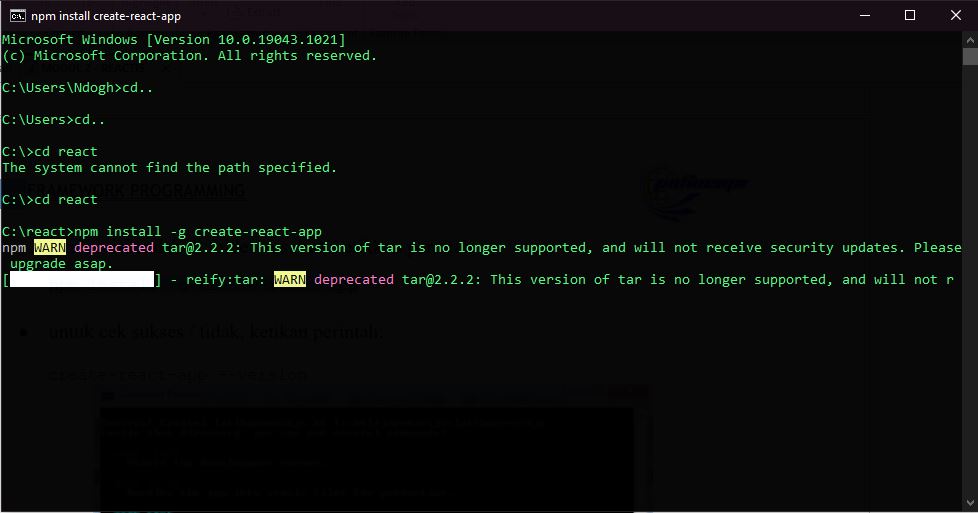 npm install create-react-app
Microsoft Windows [Version 10.0.19043.1021]
(c) Microsoft Corporation. All rights reserved.
C:\Users\Ndogh>cd..
C:\Users>cd..
C:\>cd react
The system cannot find the path specified.
FRAMEWORK PROGRAMMING
C:\>cd react
C:\react>npm install -g create-react-app
npm WARN deprecated tar@2.2.2: This version of tar is no longer supported, and will not receive security updates. Please
 upgrade asap.
[ ] - reify:tar: WARN deprecated tar@2.2.2: This version of tar is no longer supported, and will not r
• untuk cek sukses / tidak, ketikan perintah:
create-react-app --version